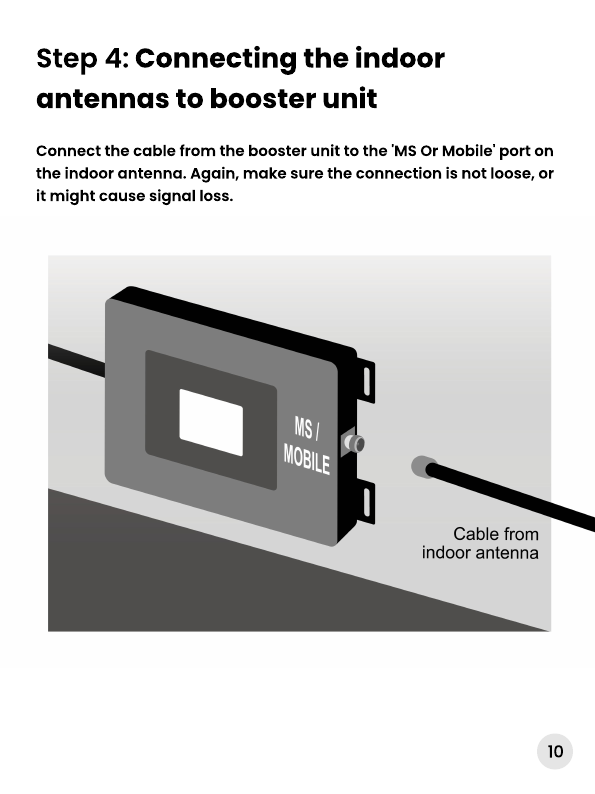 Step 4: Connecting the indoor
antennas to booster unit
Connect the cable from the booster unit to the 'MS Or Mobile' port on
the indoor antenna. Again, make sure the connection is not loose, or
it might cause signal loss.
MS /
MOBILE
Cable from
indoor antenna
10